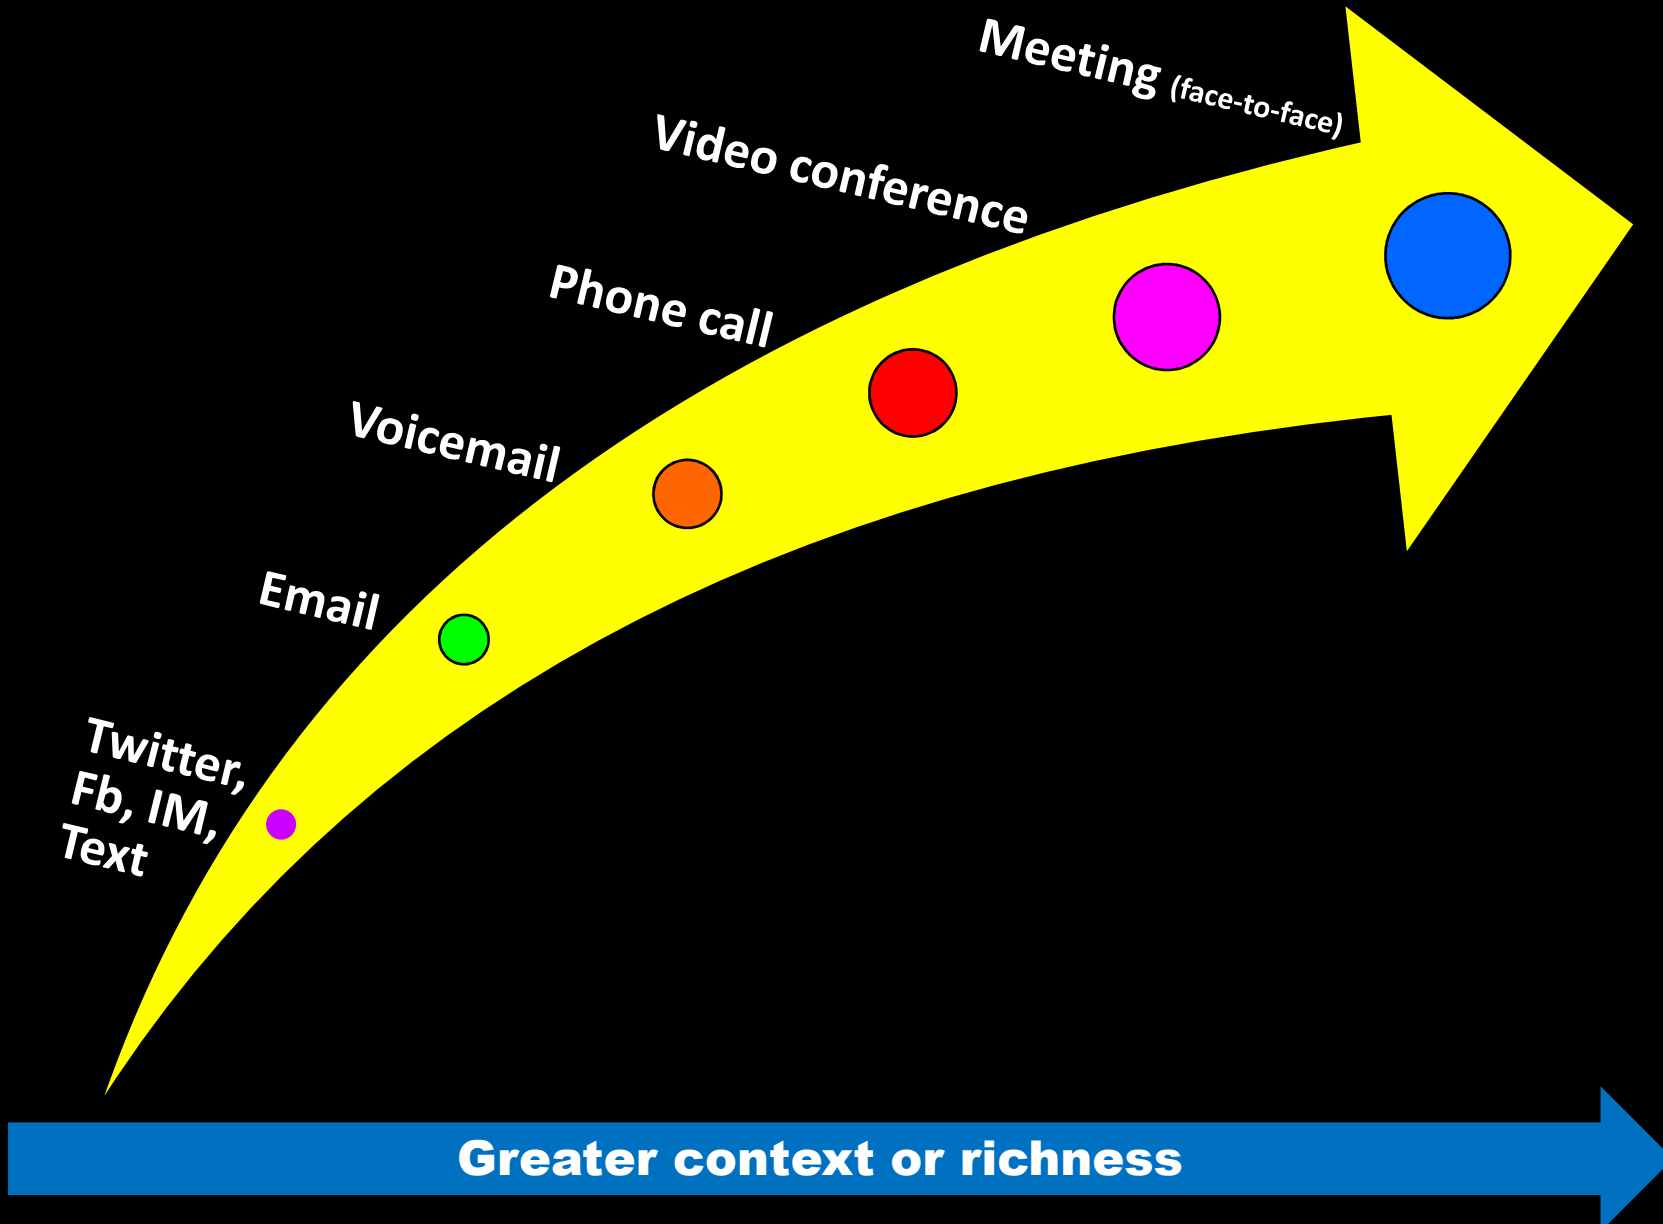 Meeting (face-to-face)
Video conference
Phone call
Voicemail
Email
Twitter,
Fb, IM,
Text
Greater context or richness